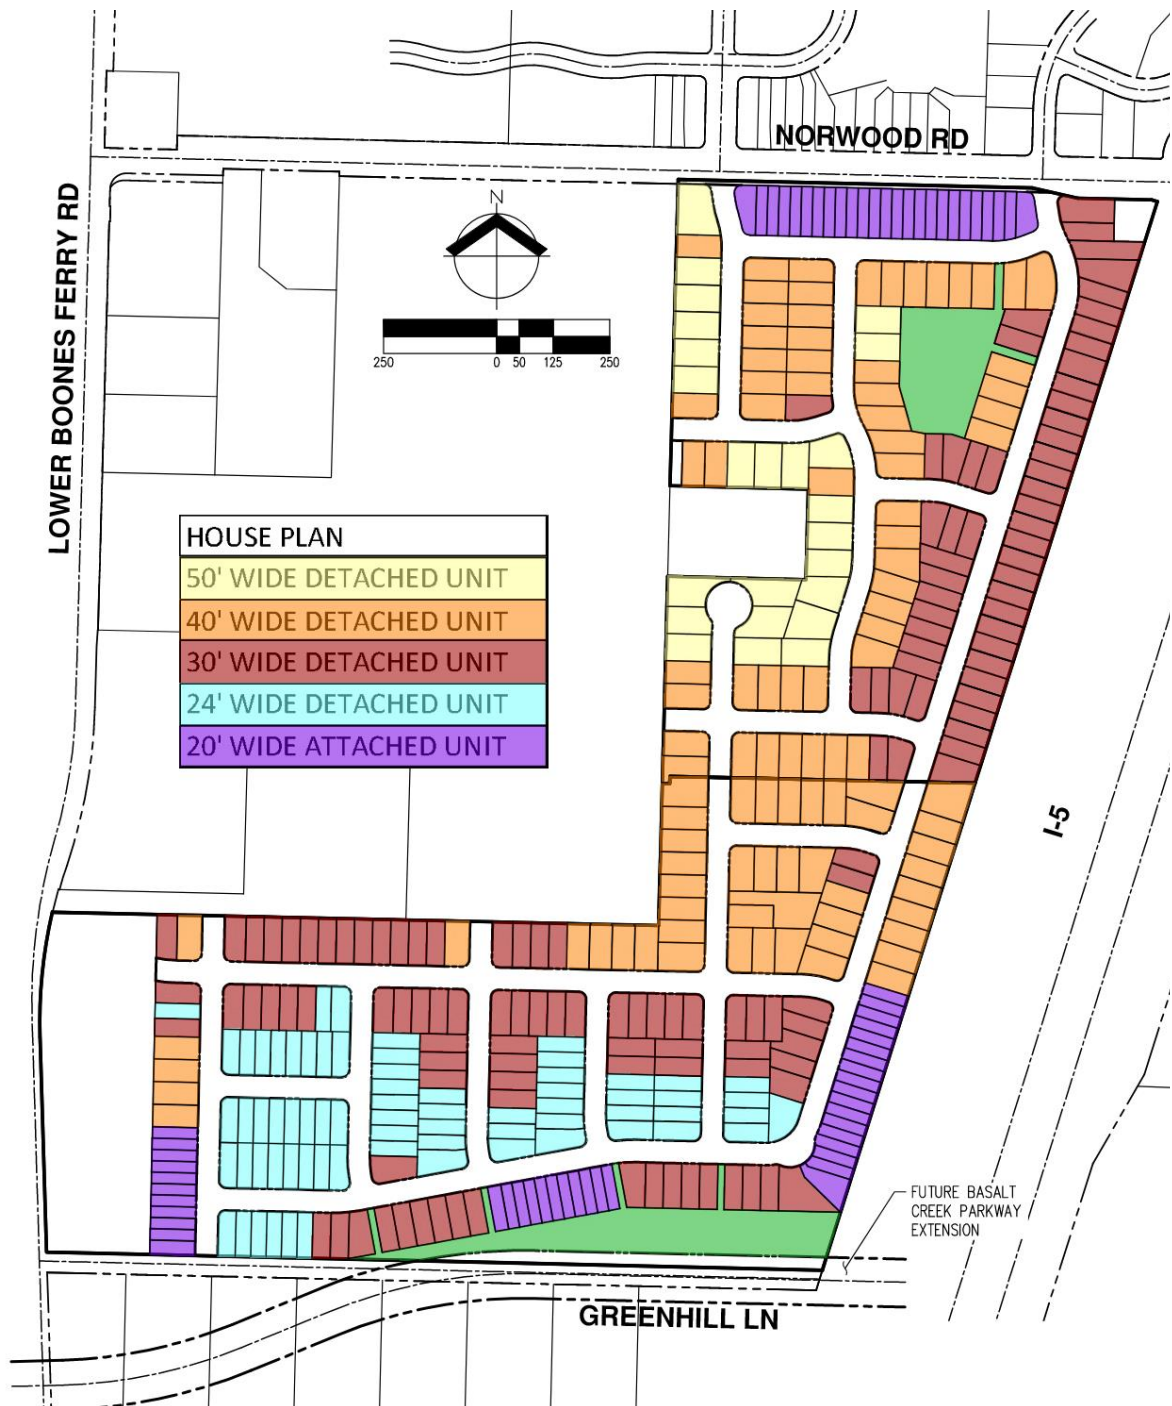 NORWOOD RD
LOWER BOONES FERRY RD
N
250 0 50 125 250
HOUSE PLAN
50' WIDE DETACHED UNIT
40' WIDE DETACHED UNIT
30' WIDE DETACHED UNIT
24' WIDE DETACHED UNIT
20' WIDE ATTACHED UNIT
I-5
FUTURE BASALT
CREEK PARKWAY
EXTENSION
GREENHILL LN